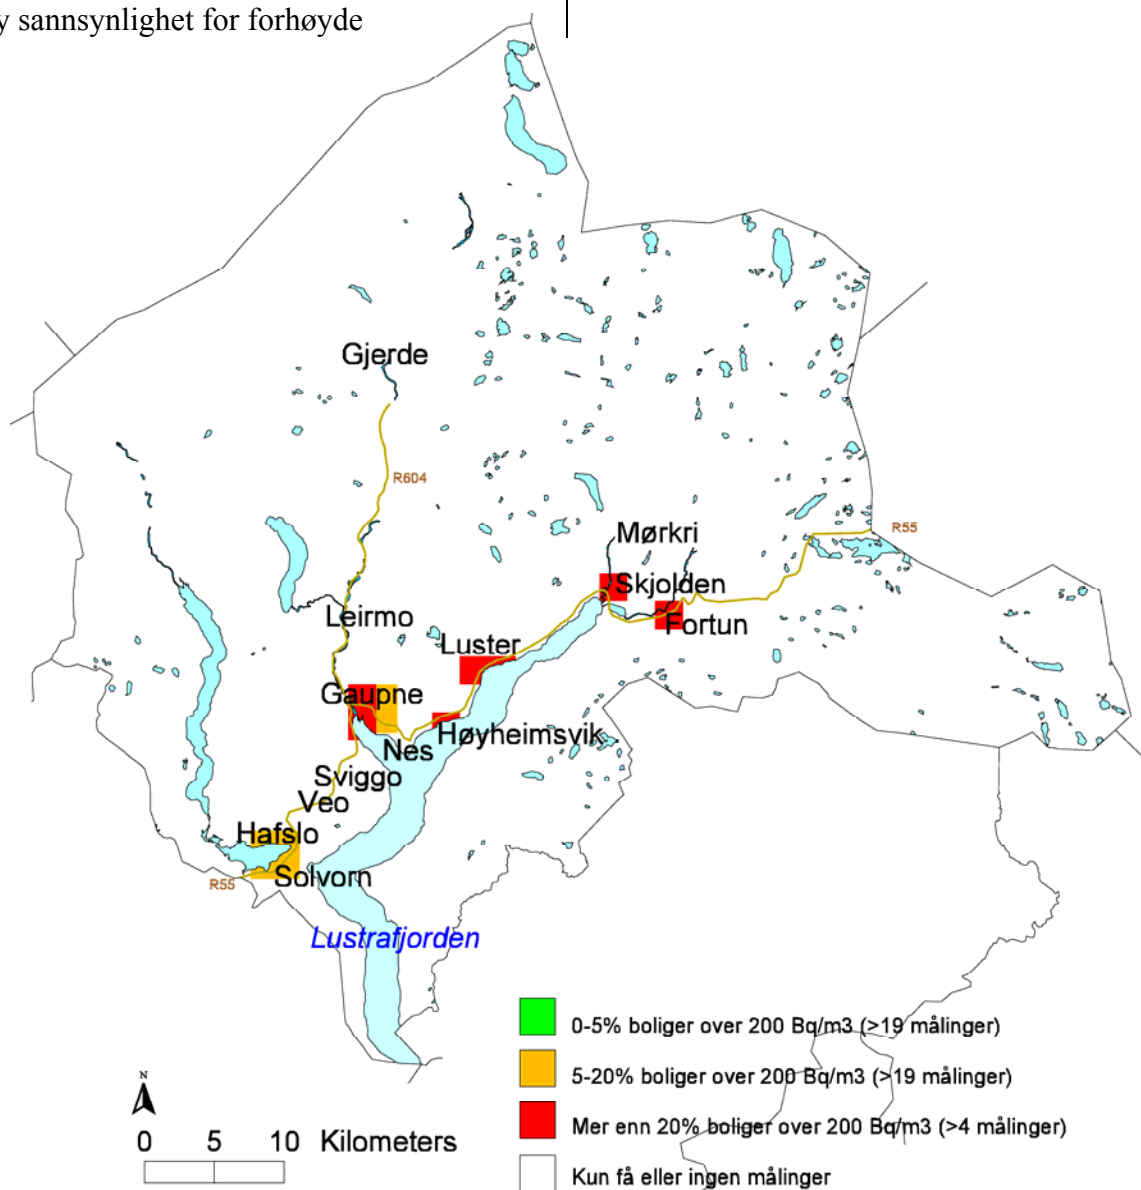 sannsynlighet for forhøyde
Gjerde
R604
Mørkri
R55
Skjolden
Leirmo
Fortun
Luster
Gaupne
Høyheimsvik
Nes
Sviggo
Veo
Hafslo
Solvorn
R55
Lustrafjorden
0-5% boliger over 200 Bq/m3 (>19 målinger)
5-20% boliger over 200 Bq/m3 (>19 målinger)
N
Mer enn 20% boliger over 200 Bq/m3 (>4 målinger)
0 5 10 Kilometers
Kun få eller ingen målinger